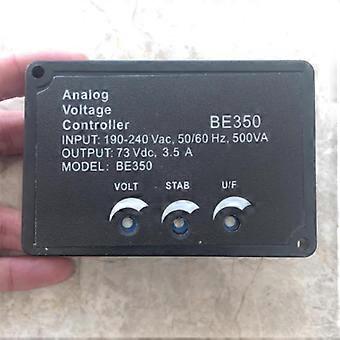 Analog
Voltage
Controller BE350
INPUT: 190-240 Vac, 50/60 Hz, 500VA
OUTPUT: 73 Vdc, 3.5 A
MODEL: BE350
VOLT STAB U/F